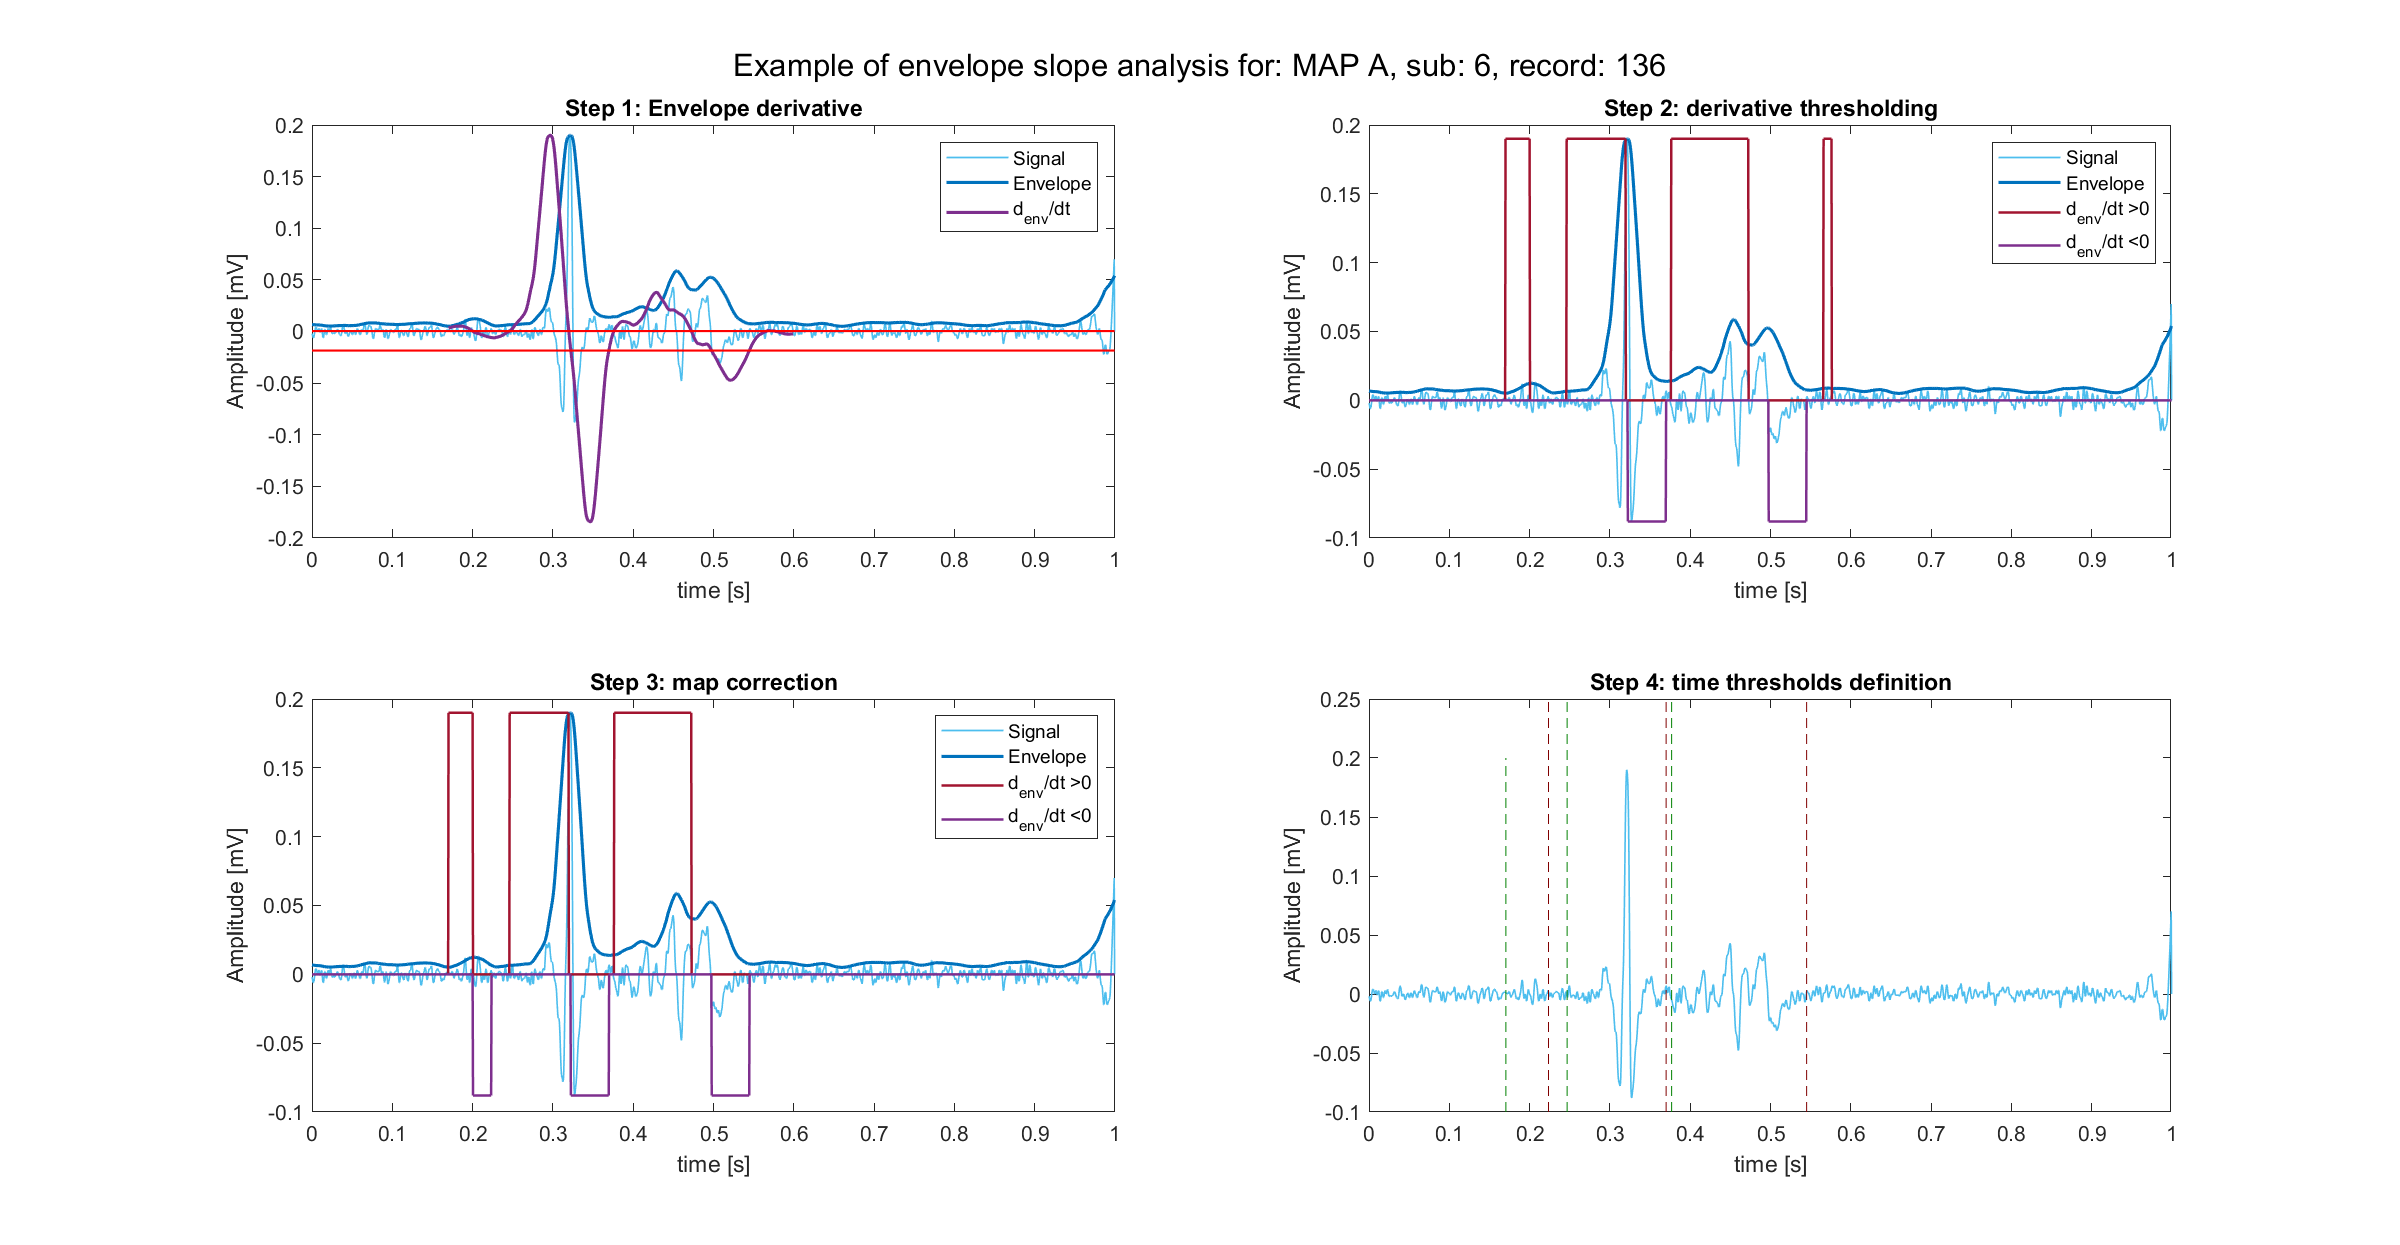 Example of envelope slope analysis for: MAP A, sub: 6, record: 136
Step 1: Envelope derivative
0.2
0.15
0.1
0.05
0
-0.05
-0.1
-0.15
-0.2
Amplitude [mV]
0 0.1 0.2 0.3 0.4 0.5 0.6 0.7 0.8 0.9 1
time [s]
Signal
Envelope
d_env/dt
Step 2: derivative thresholding
0.2
0.15
0.1
0.05
0
-0.05
-0.1
Amplitude [mV]
0 0.1 0.2 0.3 0.4 0.5 0.6 0.7 0.8 0.9 1
time [s]
Signal
Envelope
d_env/dt >0
d_env/dt <0
Step 3: map correction
0.2
0.15
0.1
0.05
0
-0.05
-0.1
Amplitude [mV]
0 0.1 0.2 0.3 0.4 0.5 0.6 0.7 0.8 0.9 1
time [s]
Signal
Envelope
d_env/dt >0
d_env/dt <0
Step 4: time thresholds definition
0.25
0.2
0.15
0.1
0.05
0
-0.05
-0.1
Amplitude [mV]
0 0.1 0.2 0.3 0.4 0.5 0.6 0.7 0.8 0.9 1
time [s]